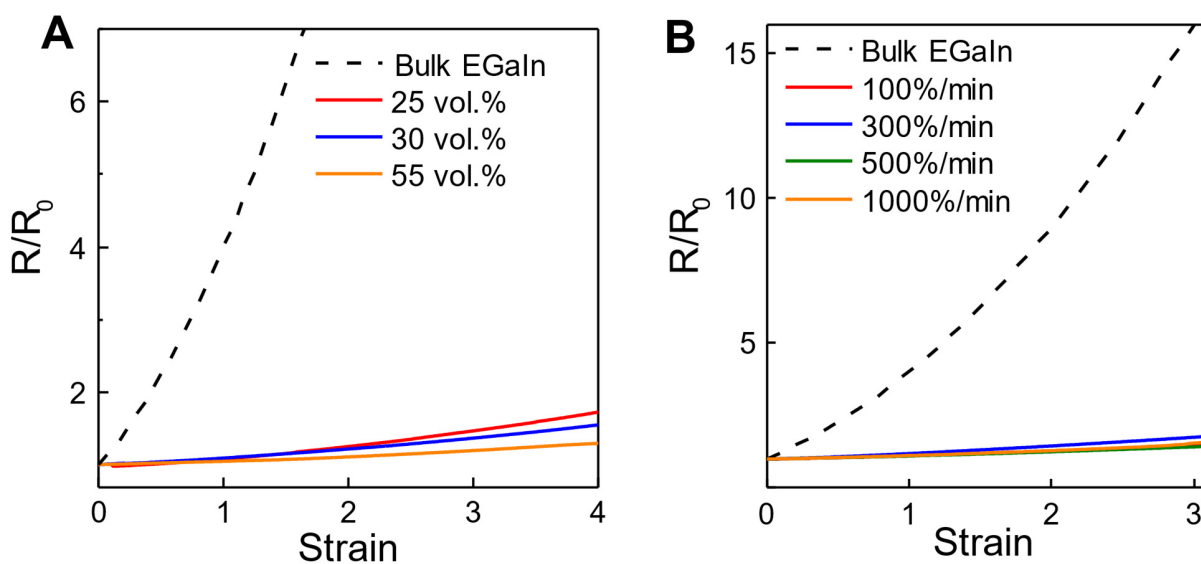 A
Bulk EGaIn
25 vol.%
30 vol.%
55 vol.%
R/R0
6
4
2
0
1
2
3
4
Strain
B
Bulk EGaIn
100%/min
300%/min
500%/min
1000%/min
R/R0
15
10
5
0
1
2
3
Strain